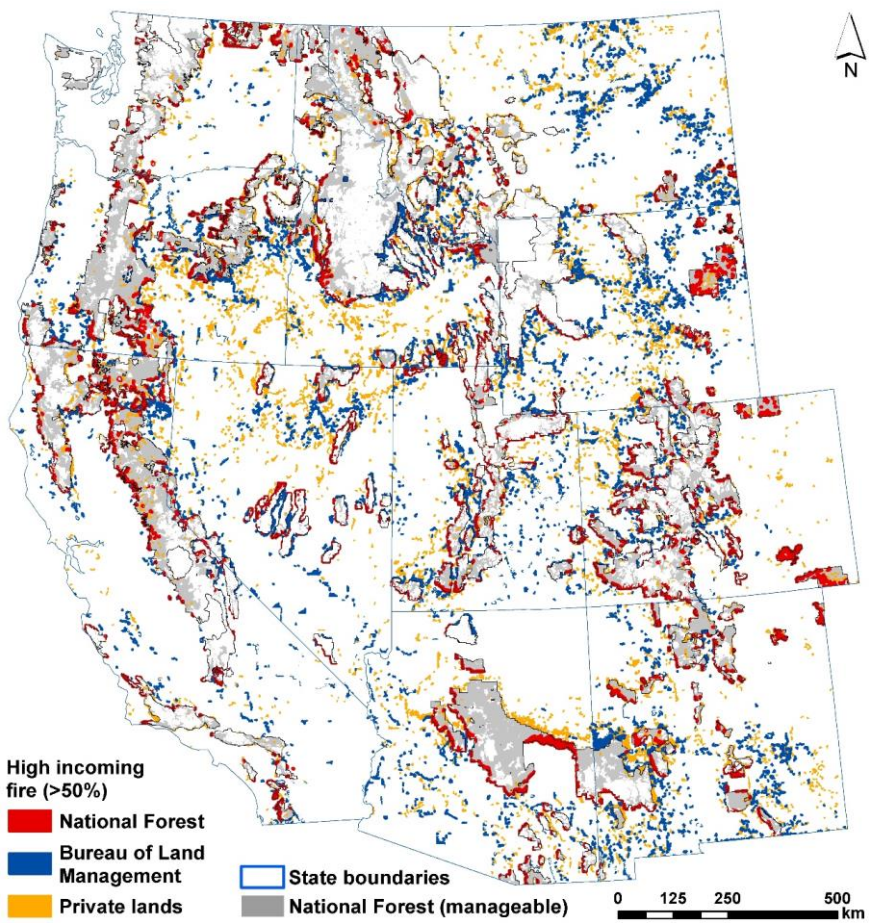 N
High incoming
fire (>50%)
National Forest
Bureau of Land
Management
Private lands
State boundaries
National Forest (manageable)
0 125 250 500
km